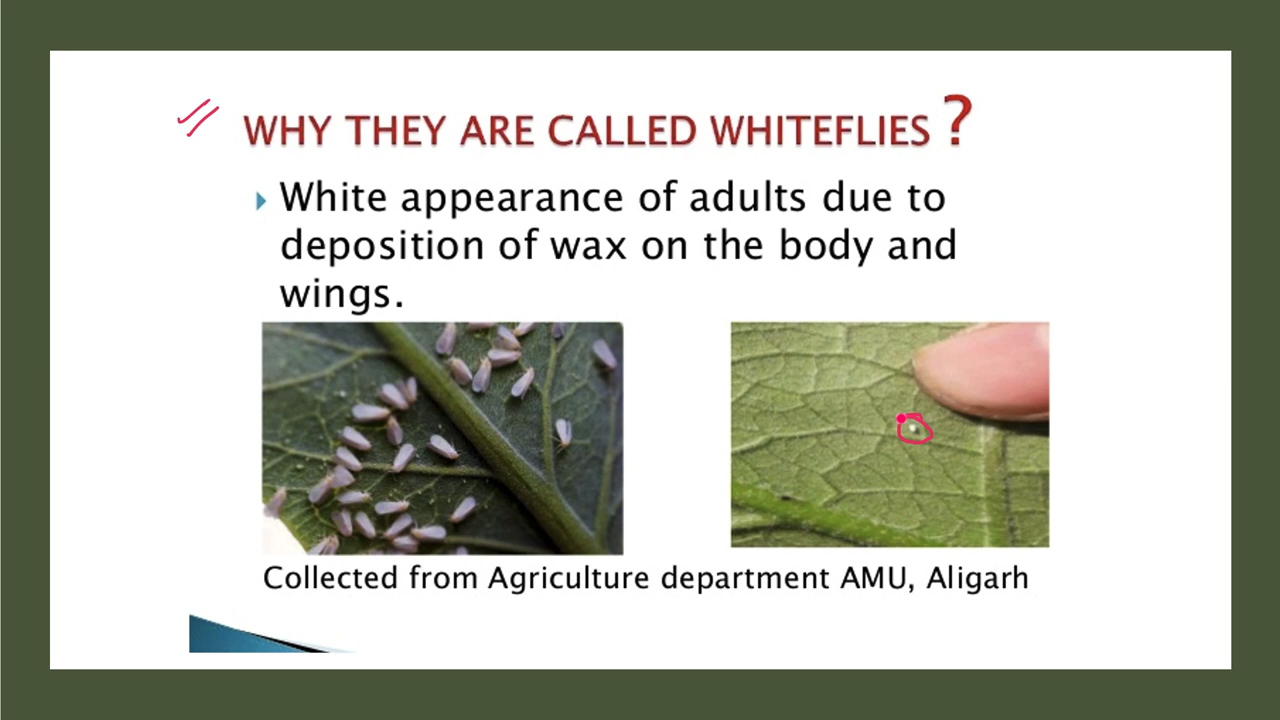 WHY THEY ARE CALLED WHITEFLIES ?
White appearance of adults due to
deposition of wax on the body and
wings.
Collected from Agriculture department AMU, Aligarh